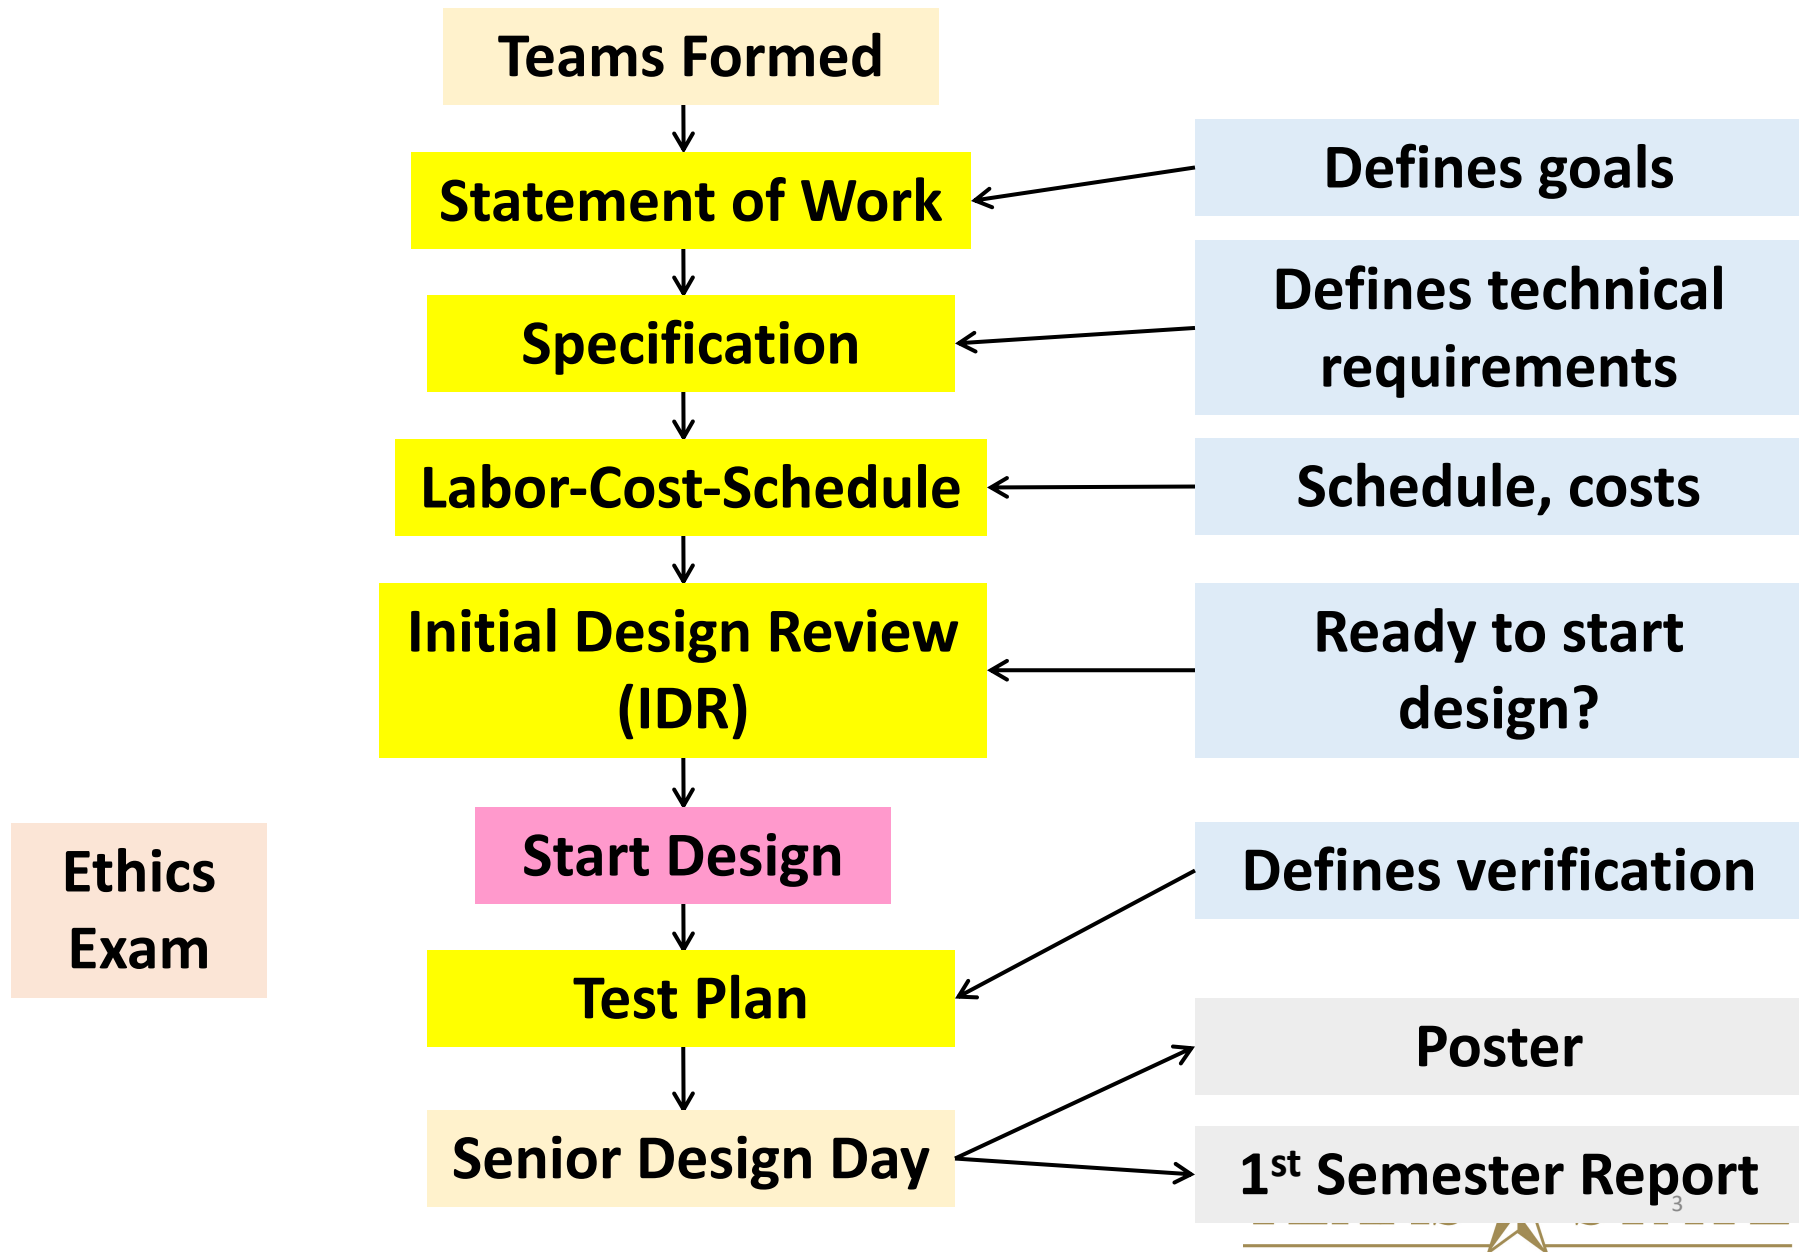 Teams Formed
Statement of Work
Defines goals
Specification
Defines technical
requirements
Labor-Cost-Schedule
Schedule, costs
Initial Design Review
(IDR)
Ready to start
design?
Start Design
Ethics
Exam
Defines verification
Test Plan
Poster
Senior Design Day
1st Semester Report
3